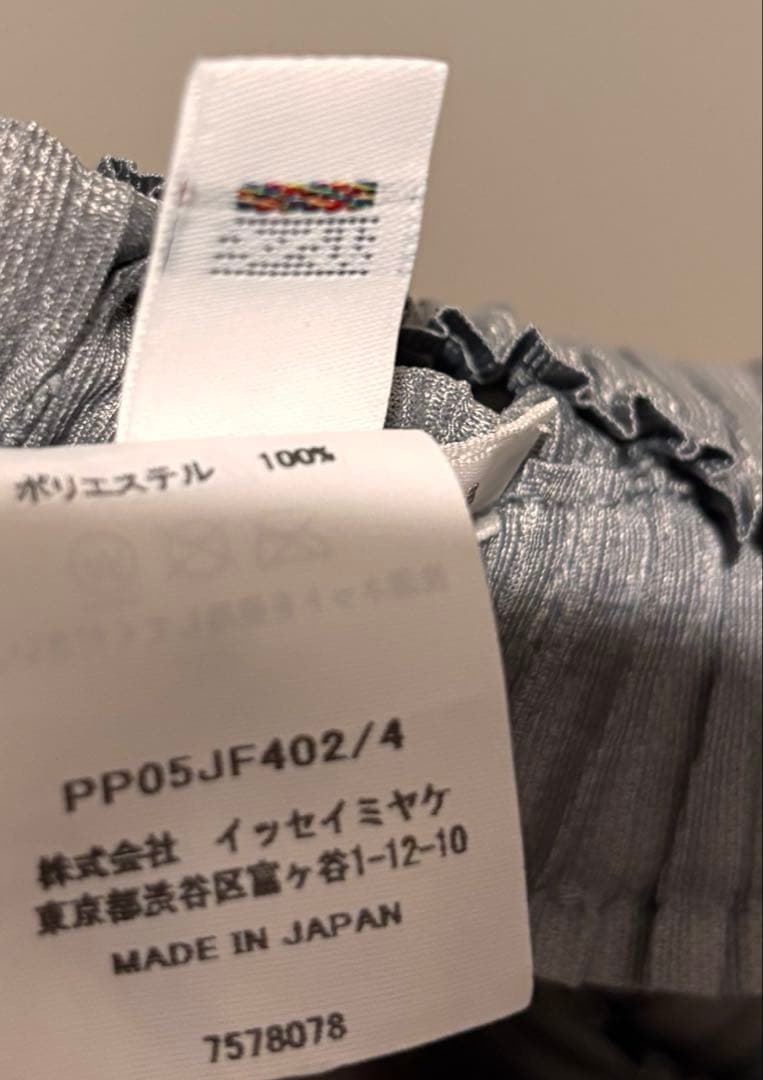 ポリエステル 100%
PP05JF402/4
株式会社 イッセイミヤケ
東京都渋谷区富ヶ谷1-12-10
MADE IN JAPAN
7578078